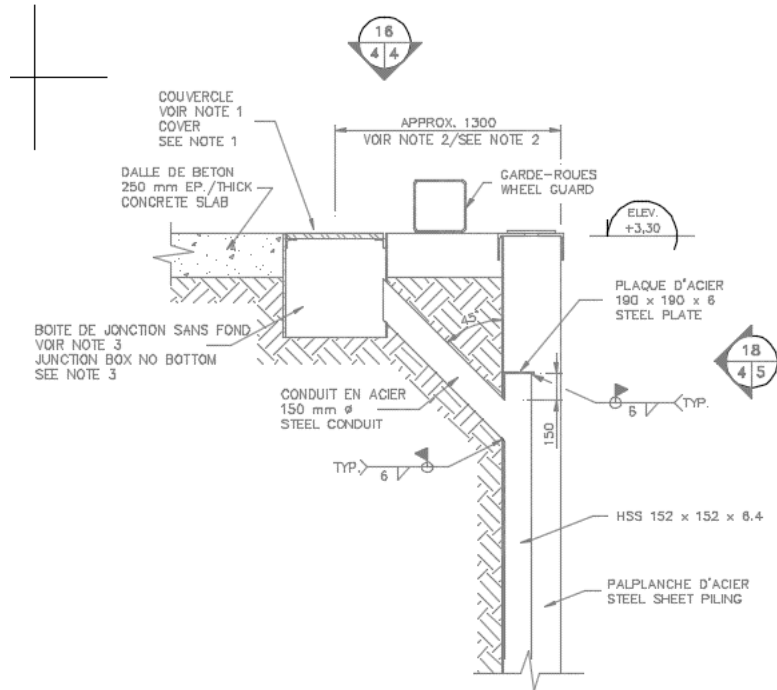 16
4 4
COUVERCLE
VOIR NOTE 1
COVER
SEE NOTE 1
APPROX. 1300
VOIR NOTE 2/SEE NOTE 2
DALLE DE BETON
250 mm EP./THICK
CONCRETE SLAB
GARDE-ROUES
WHEEL GUARD
ELEV.
+3,30
PLAQUE D'ACIER
190 x 190 x 6
STEEL PLATE
45°
BOITE DE JONCTION SANS FOND
VOIR NOTE 3
JUNCTION BOX NO BOTTOM
SEE NOTE 3
18
4 5
CONDUIT EN ACIER
150 mm ø
STEEL CONDUIT
150
6
TYP.
TYP.
6
HSS 152 x 152 x 6.4
PALPLANCHE D'ACIER
STEEL SHEET PILING